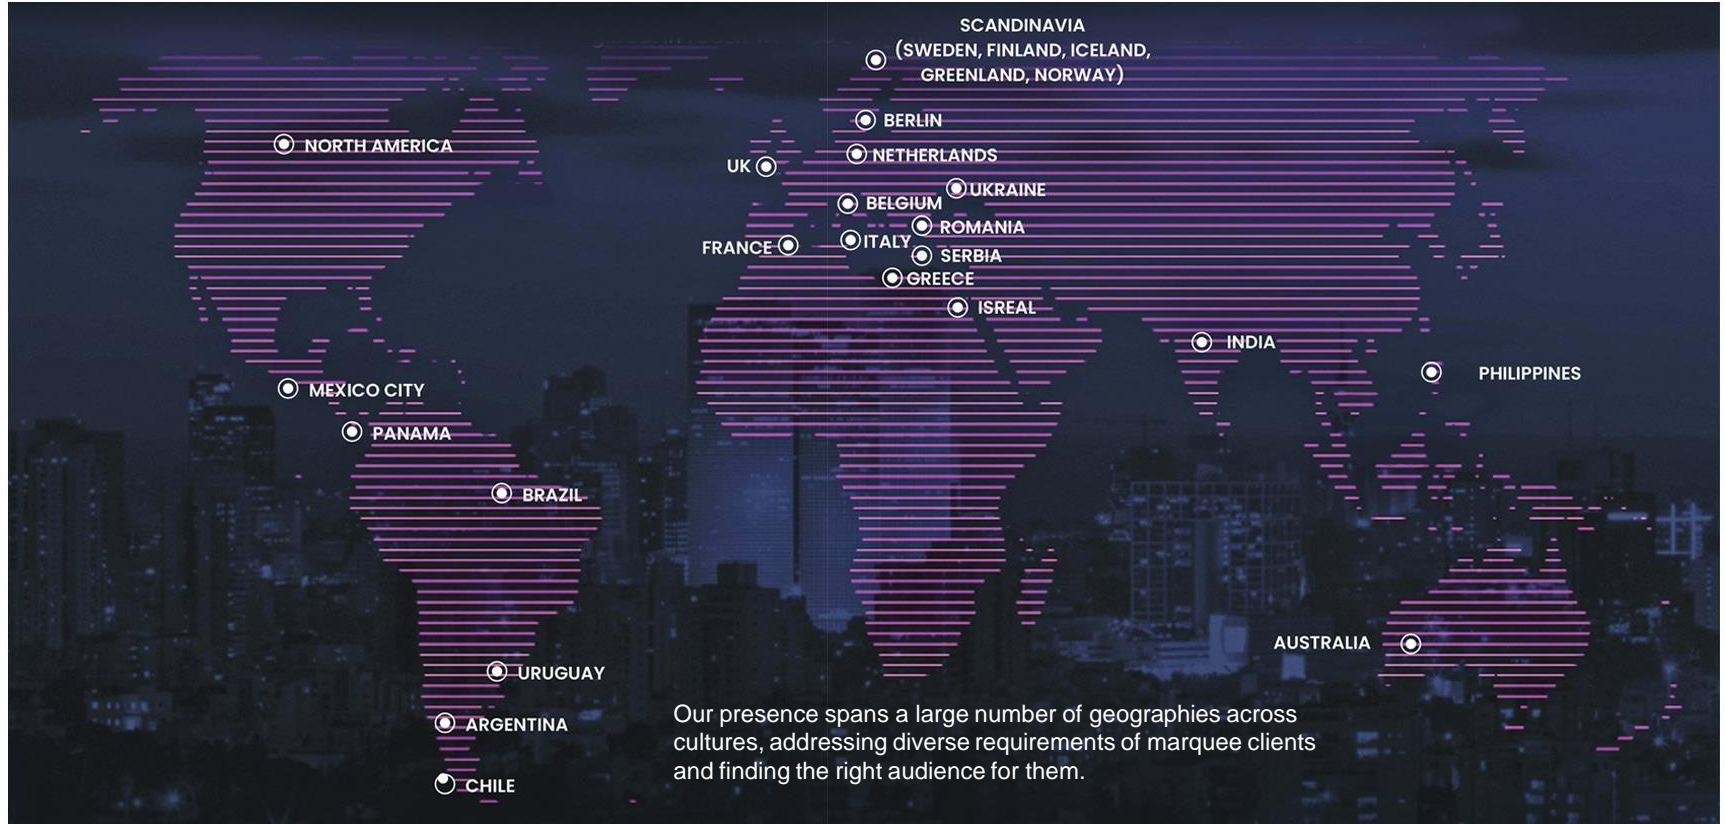 SCANDINAVIA
(SWEDEN, FINLAND, ICELAND,
GREENLAND, NORWAY)
BERLIN
NORTH AMERICA
NETHERLANDS
UK
UKRAINE
BELGIUM
ROMANIA
FRANCE
ITALY
SERBIA
GREECE
ISREAL
INDIA
PHILIPPINES
MEXICO CITY
PANAMA
BRAZIL
AUSTRALIA
URUGUAY
ARGENTINA
CHILE
Our presence spans a large number of geographies across
cultures, addressing diverse requirements of marquee clients
and finding the right audience for them.